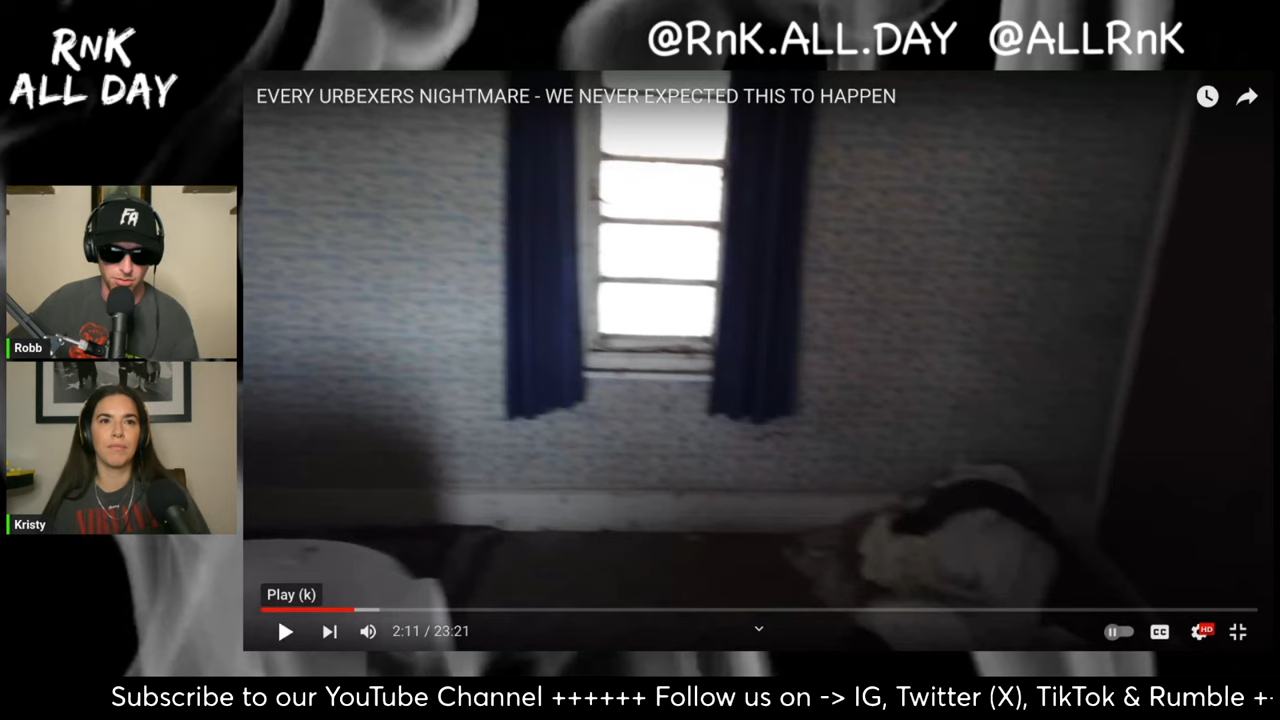 RnK
ALL DAY
@RnK.ALL.DAY @ALLRnK
EVERY URBEXERS NIGHTMARE - WE NEVER EXPECTED THIS TO HAPPEN
FA
Robb
NIRVANA
Kristy
Play (k)
2:11 / 23:21
CC
HD
Subscribe to our YouTube Channel ++++++ Follow us on -> IG, Twitter (X), TikTok & Rumble +